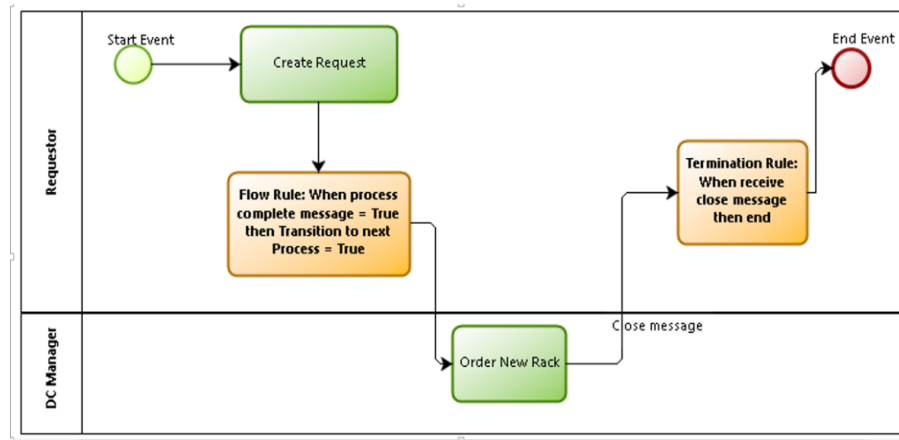 Requestor
Start Event
Create Request
Flow Rule: When process
complete message = True
then Transition to next
Process = True
Termination Rule:
When receive
close message
then end
End Event
DC Manager
Order New Rack
Close message